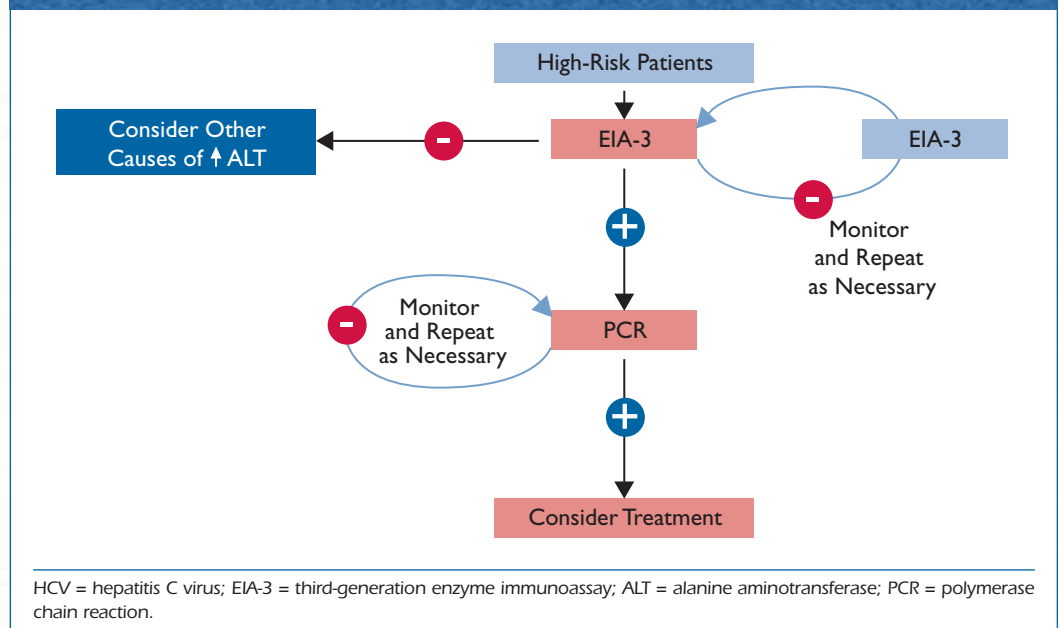 High-Risk Patients
Consider Other
Causes of ↑ ALT
-
EIA-3
EIA-3
-
Monitor
and Repeat
as Necessary
+
-
Monitor
and Repeat
as Necessary
PCR
+
Consider Treatment
HCV = hepatitis C virus; EIA-3 = third-generation enzyme immunoassay; ALT = alanine aminotransferase; PCR = polymerase
chain reaction.